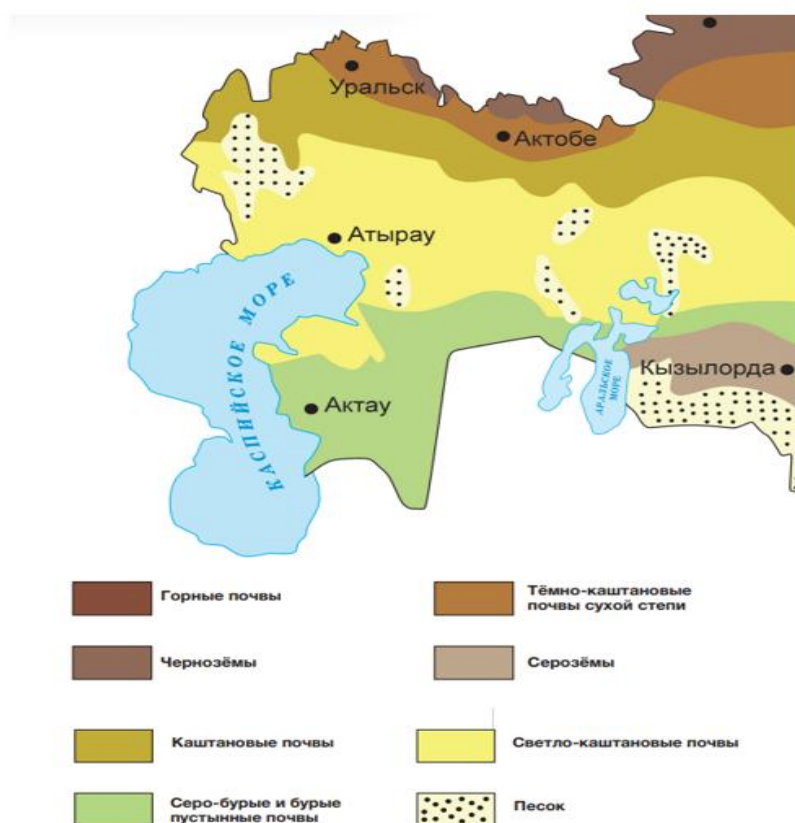 Уральск
Актобе
Атырау
КАСПИЙСКОЕ МОРЕ
Кызылорда
АРАЛЬСКОЕ
МОРЕ
Актау
Горные почвы
Тёмно-каштановые
почвы сухой степи
Чернозёмы
Серозёмы
Каштановые почвы
Светло-каштановые почвы
Серо-бурые и бурые
пустынные почвы
Песок